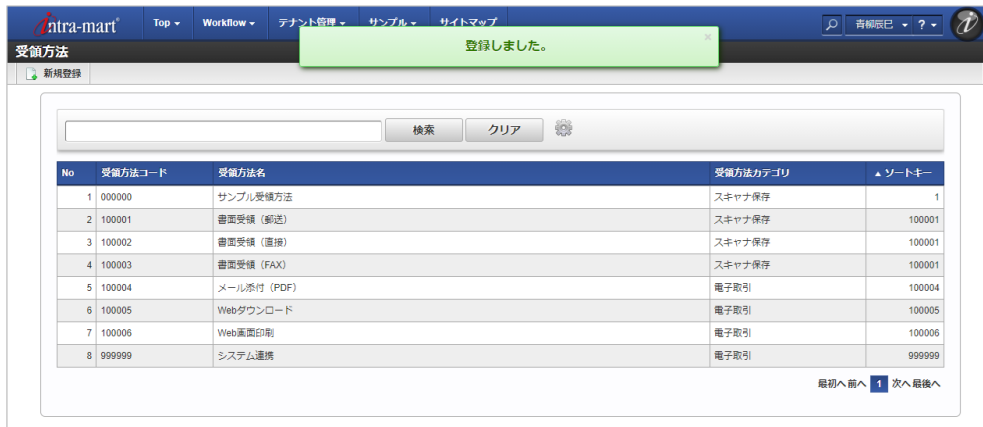 intra-mart Top Workflow テナント管理 サンプル サイトマップ 青柳辰巳 ?
登録しました。 ×
受領方法
新規登録
検索 クリア
No 受領方法コード 受領方法名 受領方法カテゴリ ▲ ソートキー
1 000000 サンプル受領方法 スキャナ保存 1
2 100001 書面受領（郵送） スキャナ保存 100001
3 100002 書面受領（直接） スキャナ保存 100001
4 100003 書面受領（FAX） スキャナ保存 100001
5 100004 メール添付（PDF） 電子取引 100004
6 100005 Webダウンロード 電子取引 100005
7 100006 Web画面印刷 電子取引 100006
8 999999 システム連携 電子取引 999999
最初へ 前へ 1 次へ 最後へ